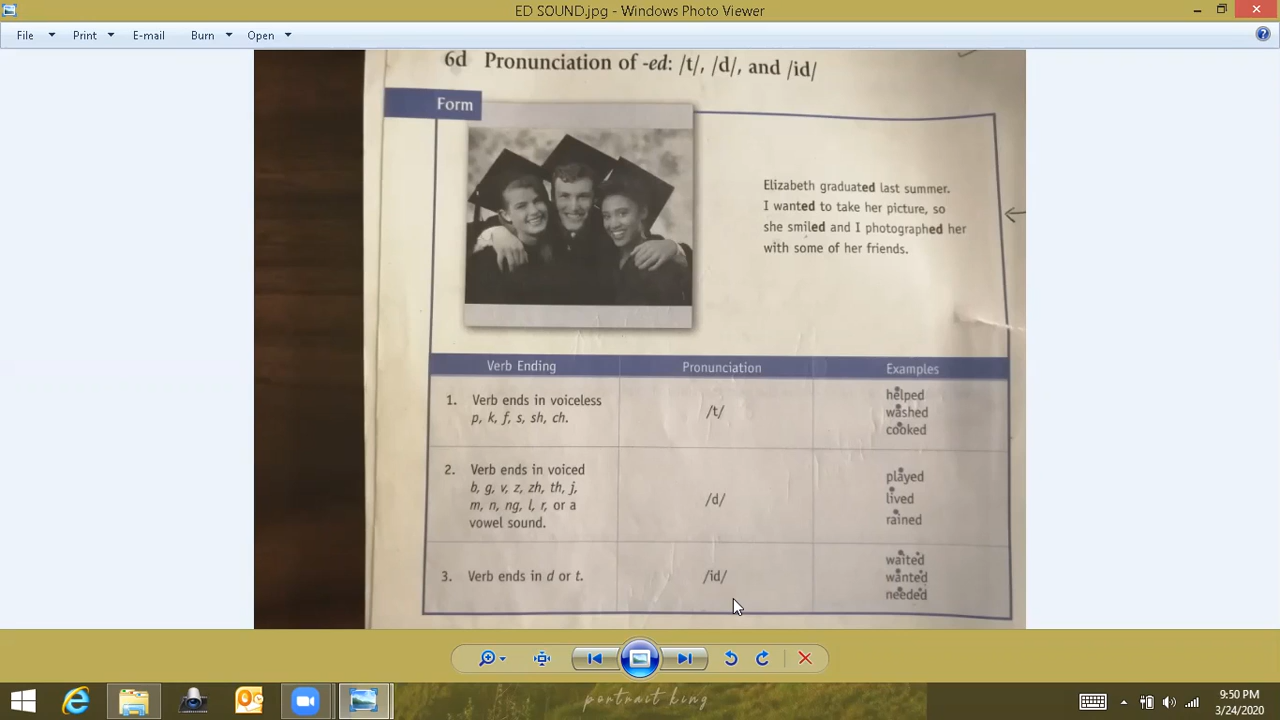 ED SOUND.jpg - Windows Photo Viewer
File Print E-mail Burn Open
6d Pronunciation of -ed: /t/, /d/, and /id/
Form
Elizabeth graduated last summer.
I wanted to take her picture, so
she smiled and I photographed her
with some of her friends.
Verb Ending Pronunciation Examples
1. Verb ends in voiceless
p, k, f, s, sh, ch.
/t/
helped
washed
cooked
2. Verb ends in voiced
b, g, v, z, zh, th, j,
m, n, ng, l, r, or a
vowel sound.
/d/
played
lived
rained
3. Verb ends in d or t.
/id/
waited
wanted
needed
portrait king
9:50 PM
3/24/2020